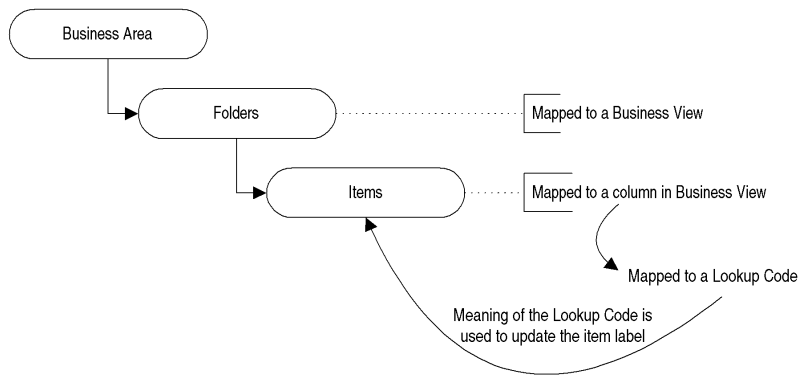 Business Area
Folders
Mapped to a Business View
Items
Mapped to a column in Business View
Mapped to a Lookup Code
Meaning of the Lookup Code is
used to update the item label